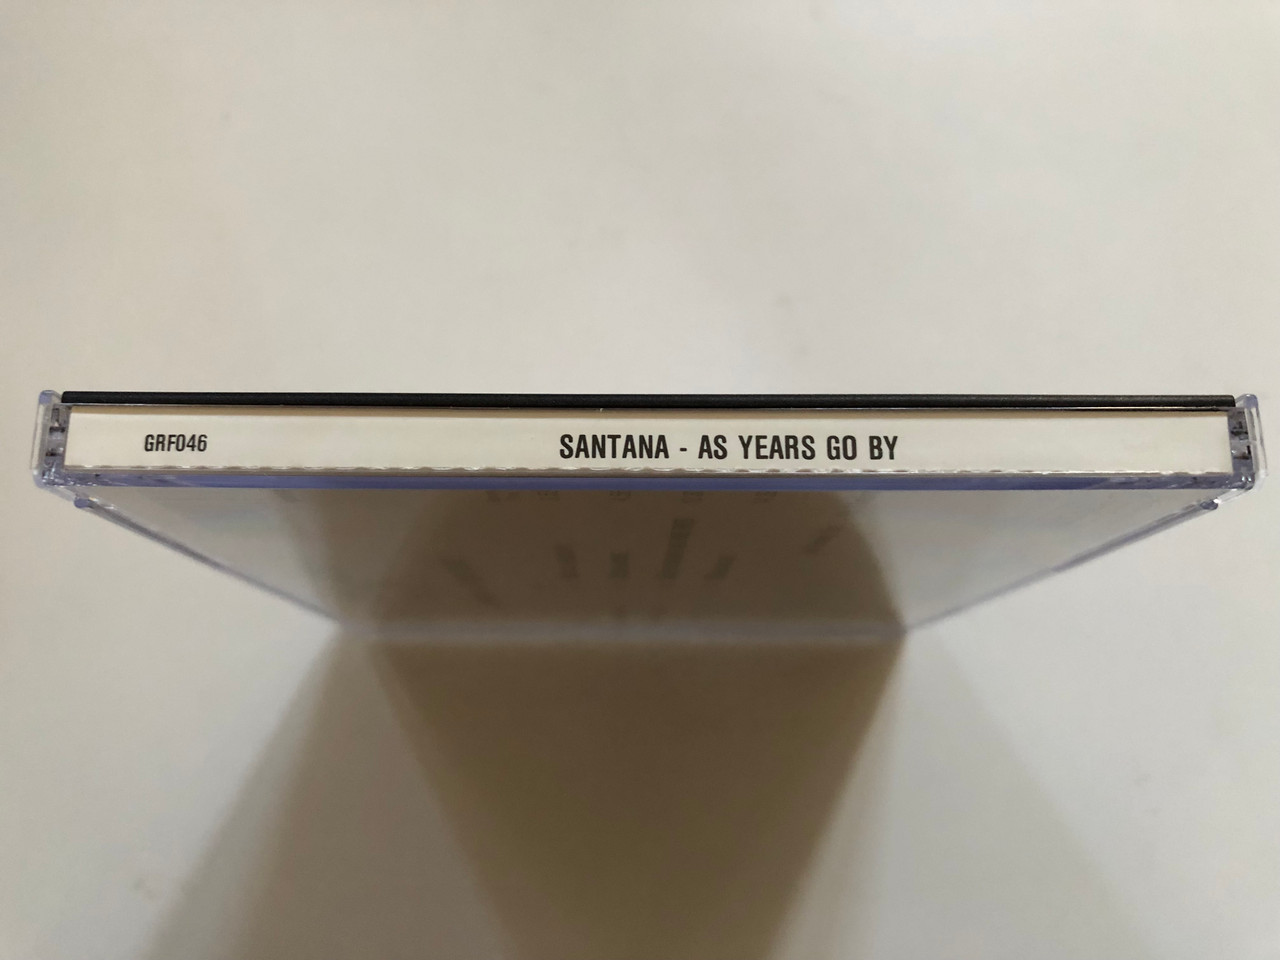 GRF046
SANTANA - AS YEARS GO BY